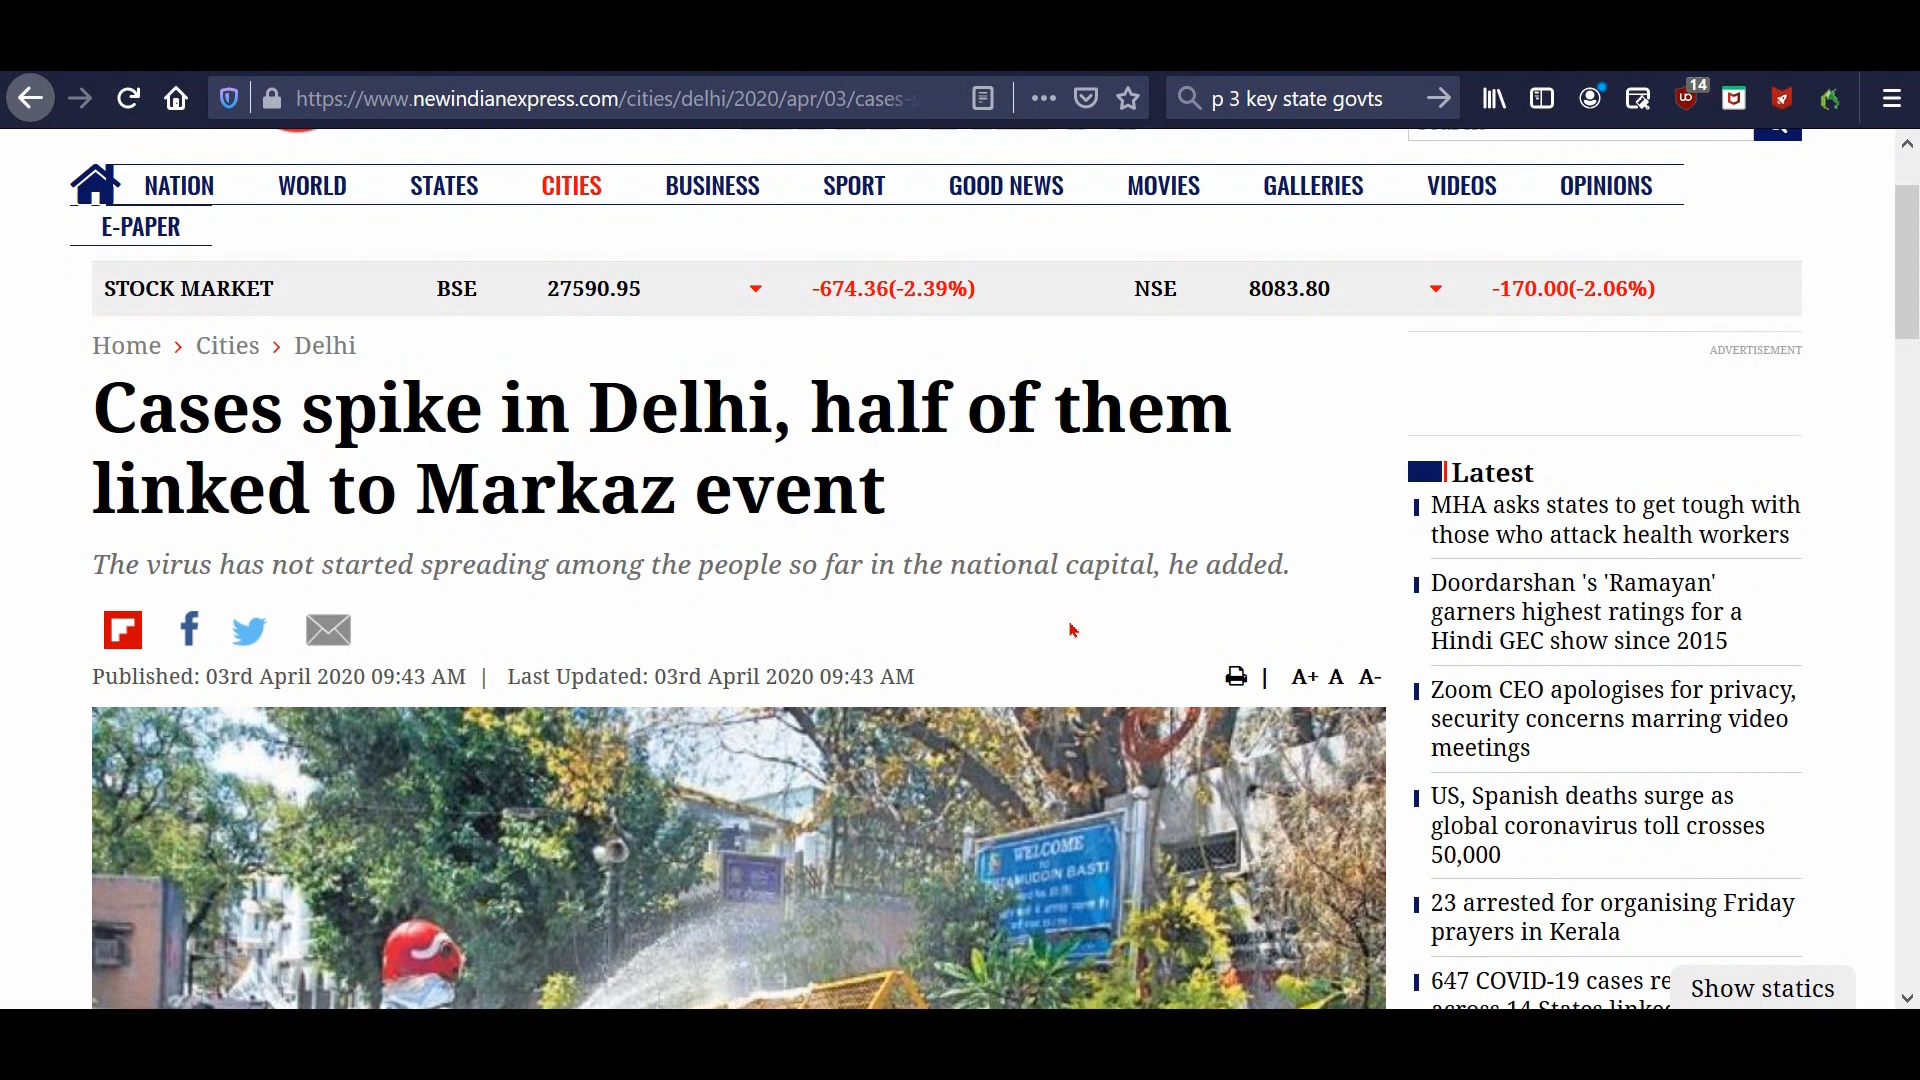 https://www.newindianexpress.com/cities/delhi/2020/apr/03/cases-
p 3 key state govts
14
NATION WORLD STATES CITIES BUSINESS SPORT GOOD NEWS MOVIES GALLERIES VIDEOS OPINIONS
E-PAPER
STOCK MARKET BSE 27590.95 -674.36(-2.39%) NSE 8083.80 -170.00(-2.06%)
Home › Cities › Delhi
ADVERTISEMENT
Cases spike in Delhi, half of them
linked to Markaz event
The virus has not started spreading among the people so far in the national capital, he added.
Published: 03rd April 2020 09:43 AM | Last Updated: 03rd April 2020 09:43 AM
| A+ A A-
WELCOME
Latest
MHA asks states to get tough with
those who attack health workers
Doordarshan 's 'Ramayan'
garners highest ratings for a
Hindi GEC show since 2015
Zoom CEO apologises for privacy,
security concerns marring video
meetings
US, Spanish deaths surge as
global coronavirus toll crosses
50,000
23 arrested for organising Friday
prayers in Kerala
647 COVID-19 cases re
Show statics